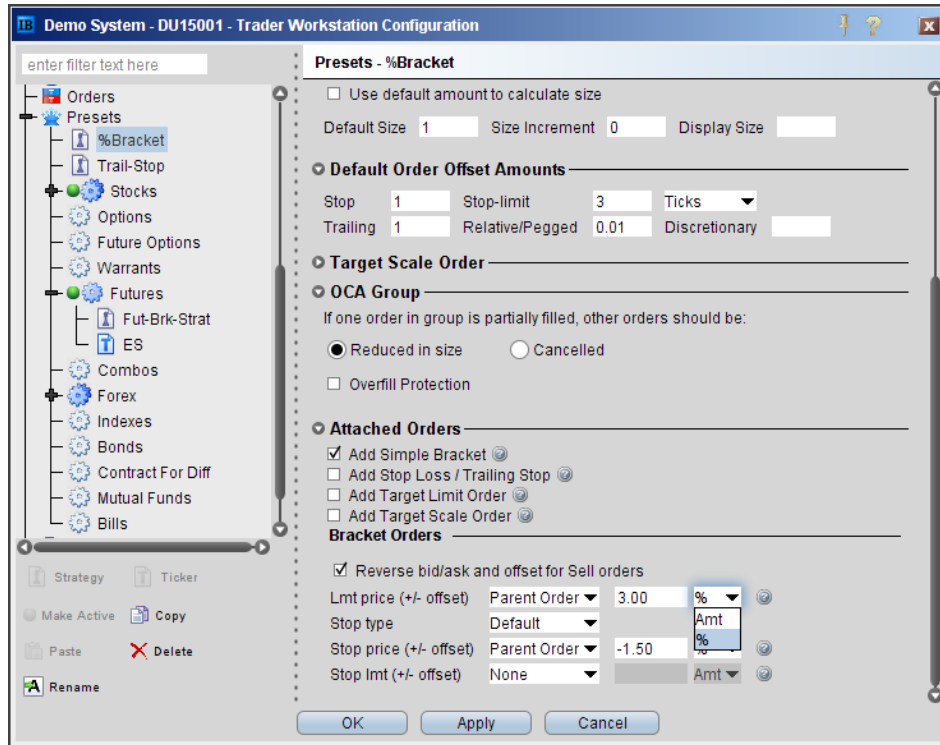 IB Demo System - DU15001 - Trader Workstation Configuration ? X
enter filter text here
Orders
Presets
%Bracket
Trail-Stop
Stocks
Options
Future Options
Warrants
Futures
Fut-Brk-Strat
ES
Combos
Forex
Indexes
Bonds
Contract For Diff
Mutual Funds
Bills
Strategy Ticker
Make Active Copy
Paste Delete
Rename
Presets - %Bracket
Use default amount to calculate size
Default Size 1 Size Increment 0 Display Size
Default Order Offset Amounts
Stop 1 Stop-limit 3 Ticks
Trailing 1 Relative/Pegged 0.01 Discretionary
Target Scale Order
OCA Group
If one order in group is partially filled, other orders should be:
Reduced in size Cancelled
Overfill Protection
Attached Orders
Add Simple Bracket ?
Add Stop Loss / Trailing Stop ?
Add Target Limit Order ?
Add Target Scale Order ?
Bracket Orders
Reverse bid/ask and offset for Sell orders
Lmt price (+/- offset) Parent Order 3.00 % ?
Amt
Stop type Default
%
Stop price (+/- offset) Parent Order -1.50 % ?
Stop lmt (+/- offset) None Amt ?
OK Apply Cancel